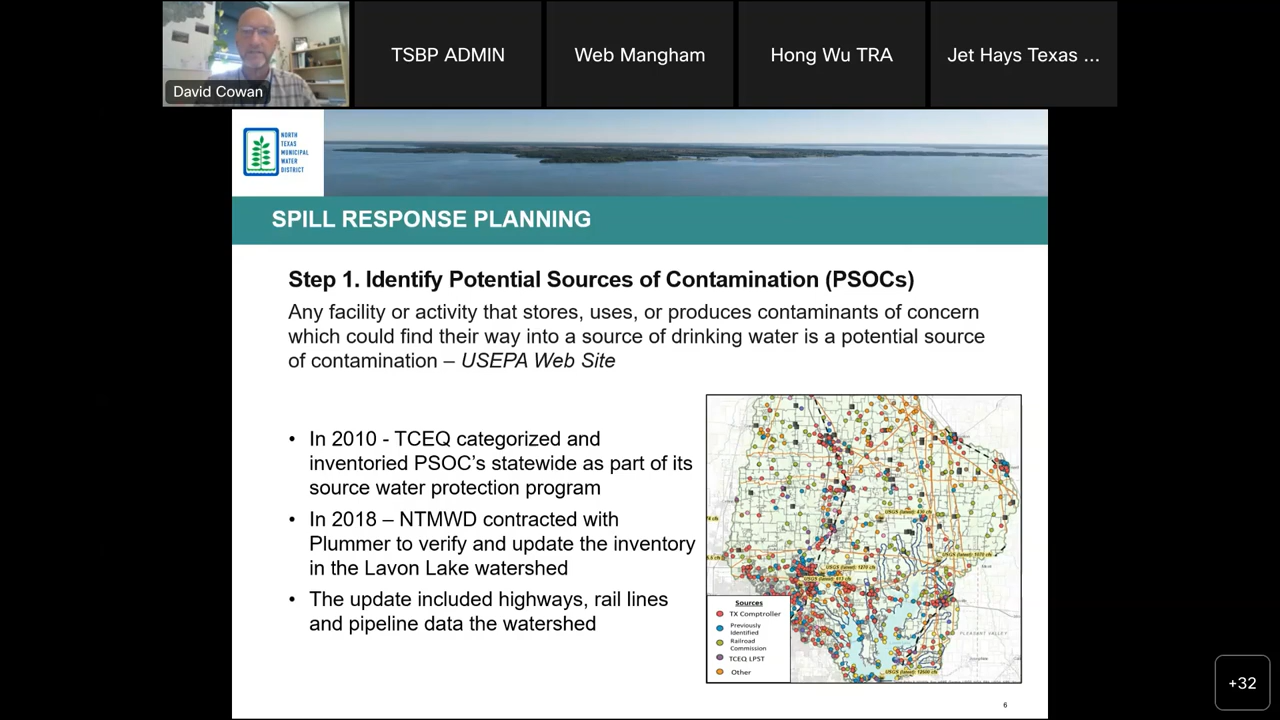 David Cowan
TSBP ADMIN
Web Mangham
Hong Wu TRA
Jet Hays Texas ...
NORTH
TEXAS
MUNICIPAL
WATER
DISTRICT
SPILL RESPONSE PLANNING
Step 1. Identify Potential Sources of Contamination (PSOCs)
Any facility or activity that stores, uses, or produces contaminants of concern
which could find their way into a source of drinking water is a potential source
of contamination – USEPA Web Site
• In 2010 - TCEQ categorized and
inventoried PSOC's statewide as part of its
source water protection program
• In 2018 – NTMWD contracted with
Plummer to verify and update the inventory
in the Lavon Lake watershed
• The update included highways, rail lines
and pipeline data the watershed
Sources
TX Comptroller
Previously
Identified
Railroad
Commission
TCEQ LPST
Other
PLEASANT VALLEY
6
+32